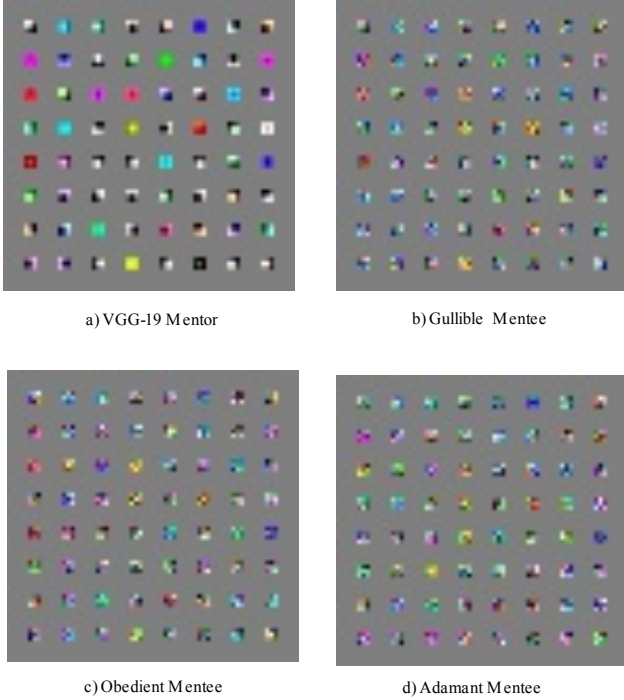 a) VGG-19 Mentor
b) Gullible Mentee
c) Obedient Mentee
d) Adamant Mentee